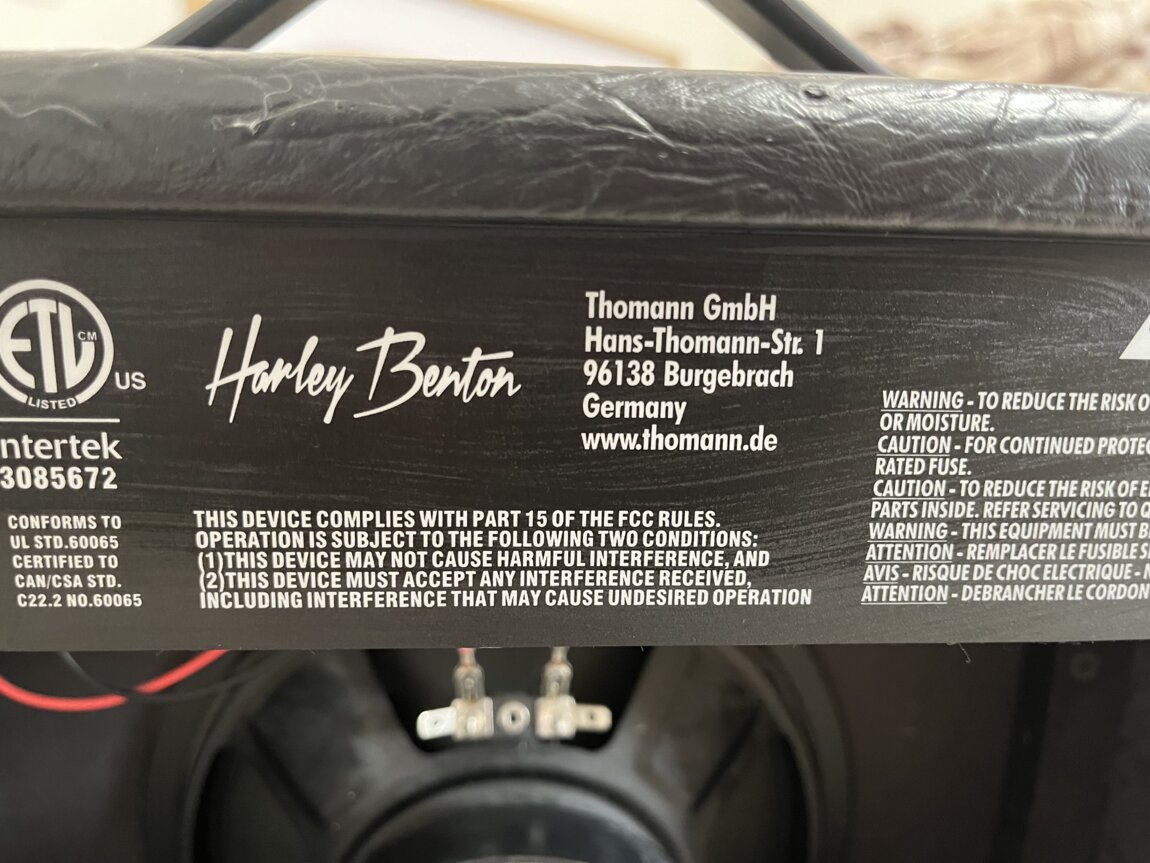 ETL CM
LISTED
US
ntertek
3085672
CONFORMS TO
UL STD.60065
CERTIFIED TO
CAN/CSA STD.
C22.2 NO.60065
Harley Benton
Thomann GmbH
Hans-Thomann-Str. 1
96138 Burgebrach
Germany
www.thomann.de
THIS DEVICE COMPLIES WITH PART 15 OF THE FCC RULES.
OPERATION IS SUBJECT TO THE FOLLOWING TWO CONDITIONS:
(1)THIS DEVICE MAY NOT CAUSE HARMFUL INTERFERENCE, AND
(2)THIS DEVICE MUST ACCEPT ANY INTERFERENCE RECEIVED,
INCLUDING INTERFERENCE THAT MAY CAUSE UNDESIRED OPERATION
WARNING - TO REDUCE THE RISK O
OR MOISTURE.
CAUTION - FOR CONTINUED PROTEC
RATED FUSE.
CAUTION - TO REDUCE THE RISK OF E
PARTS INSIDE. REFER SERVICING TO Q
WARNING - THIS EQUIPMENT MUST B
ATTENTION - REMPLACER LE FUSIBLE S
AVIS - RISQUE DE CHOC ELECTRIQUE - N
ATTENTION - DEBRANCHER LE CORDON